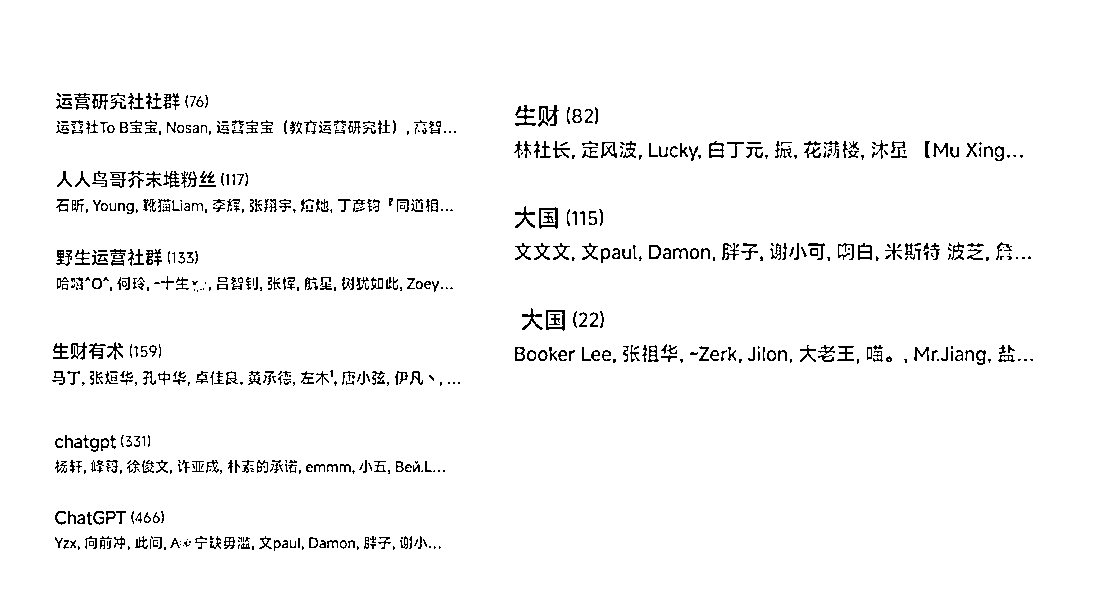 运营研究社社群 (76)
运营社To B宝宝, Nosan, 运营宝宝（教育运营研究社）, 高智...
人人鸟哥芥末堆粉丝 (117)
石昕, Young, 靴猫Liam, 李辉, 张翔宇, 灿灿, 丁彦钧『同道相...
野生运营社群 (133)
哈嘻^O^, 何玲, 吕智钊, 张辉, 航星, 树犹如此, Zoey...
生财有术 (159)
马丁, 张烜华, 孔中华, 卓佳良, 黄承德, 左木¹, 唐小弦, 伊凡丶, ...
chatgpt (331)
杨轩, 峰哥, 徐俊文, 许亚成, 朴素的承诺, emmm, 小五, Вей.L...
ChatGPT (466)
Yzx, 向前冲, 此间, 宁缺毋滥, 文paul, Damon, 胖子, 谢小...
生财 (82)
林社长, 定风波, Lucky, 白丁元, 振, 花满楼, 沐星 【Mu Xing...
大国 (115)
文文文, 文paul, Damon, 胖子, 谢小可, 明白, 米斯特 波芝, 詹...
大国 (22)
Booker Lee, 张祖华, ~Zerk, Jilon, 大老王, 喵。, Mr.Jiang, 盐...